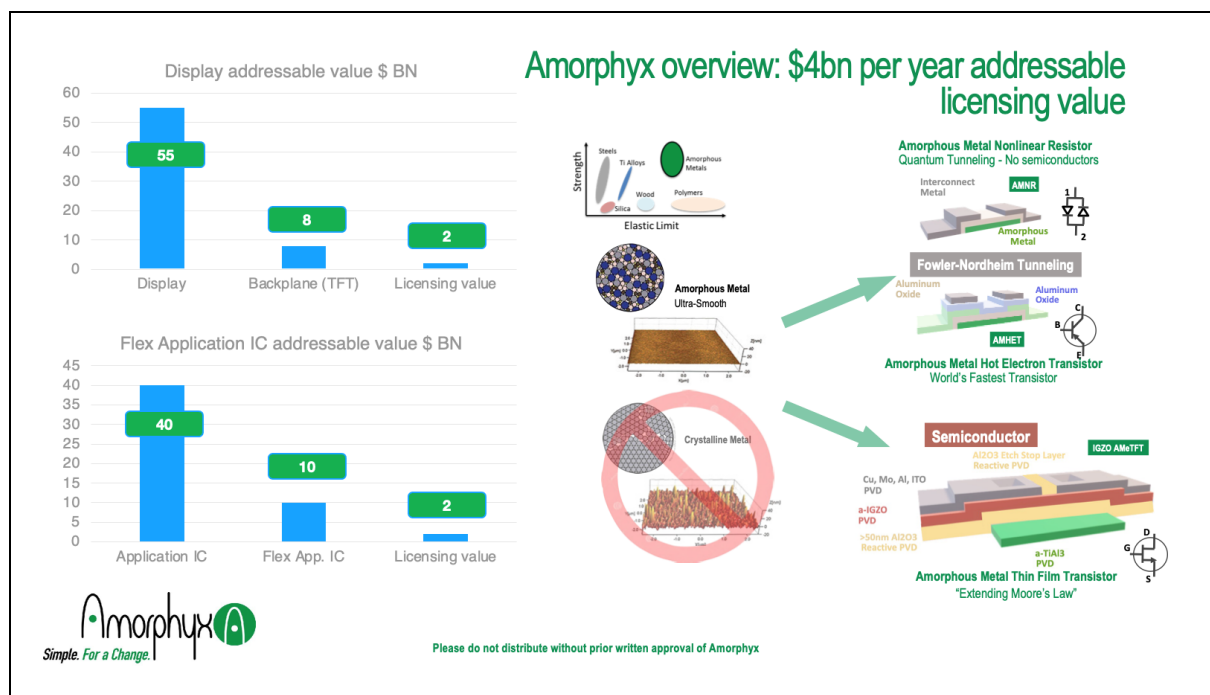 Amorphyx overview: $4bn per year addressable
licensing value
Display addressable value $ BN
60
50
40
30
20
10
0
55
8
2
Display
Backplane (TFT)
Licensing value
Flex Application IC addressable value $ BN
45
40
35
30
25
20
15
10
5
0
40
10
2
Application IC
Flex App. IC
Licensing value
Strength
Steels
Ti Alloys
Amorphous
Metals
Silica
Wood
Polymers
Elastic Limit
Amorphous Metal
Ultra-Smooth
Crystalline Metal
Amorphous Metal Nonlinear Resistor
Quantum Tunneling - No semiconductors
Interconnect
Metal
AMNR
Amorphous
Metal
1
2
Fowler-Nordheim Tunneling
Aluminum
Oxide
Aluminum
Oxide
AMHET
C
B
E
Amorphous Metal Hot Electron Transistor
World's Fastest Transistor
Semiconductor
IGZO AMeTFT
Al2O3 Etch Stop Layer
Reactive PVD
Cu, Mo, Al, ITO
PVD
a-IGZO
PVD
>50nm Al2O3
Reactive PVD
a-TiAl3
PVD
D
G
S
Amorphous Metal Thin Film Transistor
"Extending Moore's Law"
Amorphyx
Simple. For a Change.
Please do not distribute without prior written approval of Amorphyx